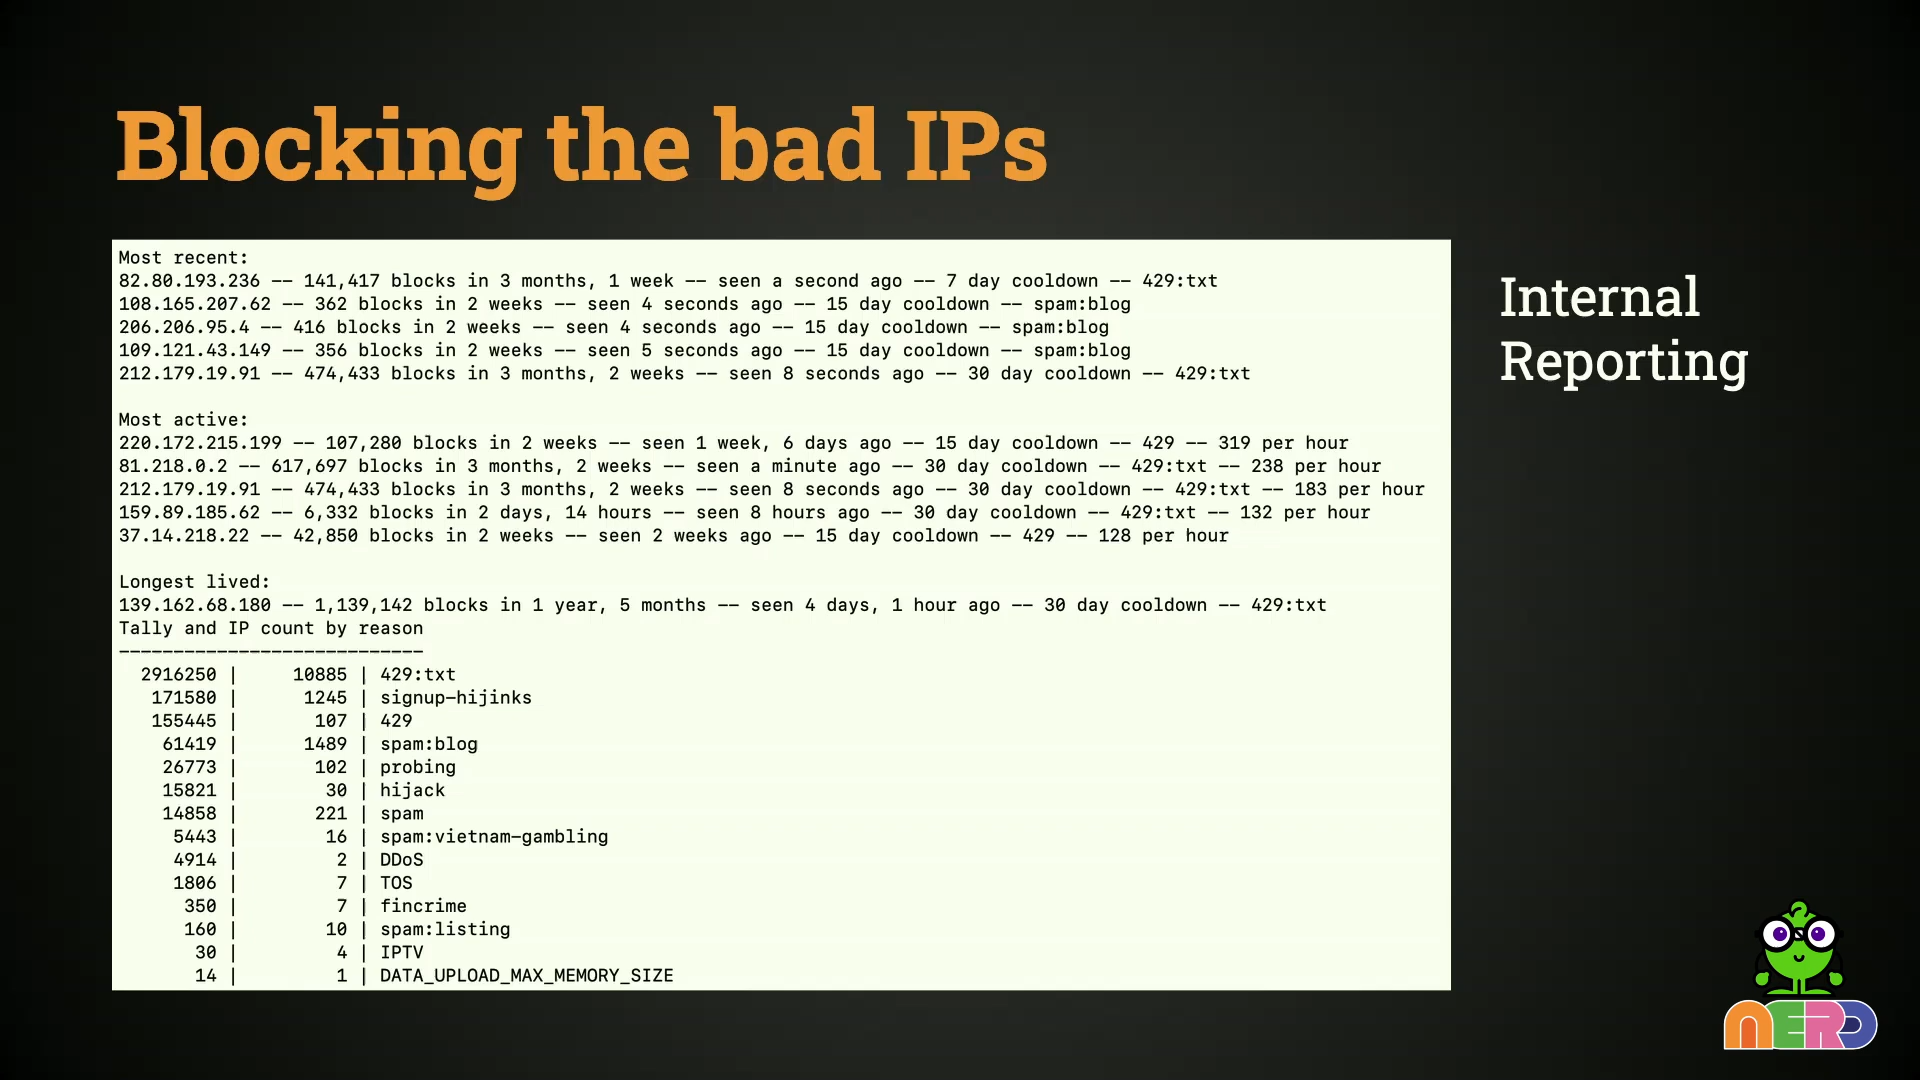 Blocking the bad IPs
Most recent:
82.80.193.236 -- 141,417 blocks in 3 months, 1 week -- seen a second ago -- 7 day cooldown -- 429:txt
108.165.207.62 -- 362 blocks in 2 weeks -- seen 4 seconds ago -- 15 day cooldown -- spam:blog
206.206.95.4 -- 416 blocks in 2 weeks -- seen 4 seconds ago -- 15 day cooldown -- spam:blog
109.121.43.149 -- 356 blocks in 2 weeks -- seen 5 seconds ago -- 15 day cooldown -- spam:blog
212.179.19.91 -- 474,433 blocks in 3 months, 2 weeks -- seen 8 seconds ago -- 30 day cooldown -- 429:txt
Most active:
220.172.215.199 -- 107,280 blocks in 2 weeks -- seen 1 week, 6 days ago -- 15 day cooldown -- 429 -- 319 per hour
81.218.0.2 -- 617,697 blocks in 3 months, 2 weeks -- seen a minute ago -- 30 day cooldown -- 429:txt -- 238 per hour
212.179.19.91 -- 474,433 blocks in 3 months, 2 weeks -- seen 8 seconds ago -- 30 day cooldown -- 429:txt -- 183 per hour
159.89.185.62 -- 6,332 blocks in 2 days, 14 hours -- seen 8 hours ago -- 30 day cooldown -- 429:txt -- 132 per hour
37.14.218.22 -- 42,850 blocks in 2 weeks -- seen 2 weeks ago -- 15 day cooldown -- 429 -- 128 per hour
Longest lived:
139.162.68.180 -- 1,139,142 blocks in 1 year, 5 months -- seen 4 days, 1 hour ago -- 30 day cooldown -- 429:txt
Tally and IP count by reason
----------------------------
2916250 | 10885 | 429:txt
171580 | 1245 | signup-hijinks
155445 | 107 | 429
61419 | 1489 | spam:blog
26773 | 102 | probing
15821 | 30 | hijack
14858 | 221 | spam
5443 | 16 | spam:vietnam-gambling
4914 | 2 | DDoS
1806 | 7 | TOS
350 | 7 | fincrime
160 | 10 | spam:listing
30 | 4 | IPTV
14 | 1 | DATA_UPLOAD_MAX_MEMORY_SIZE
Internal
Reporting
NERD